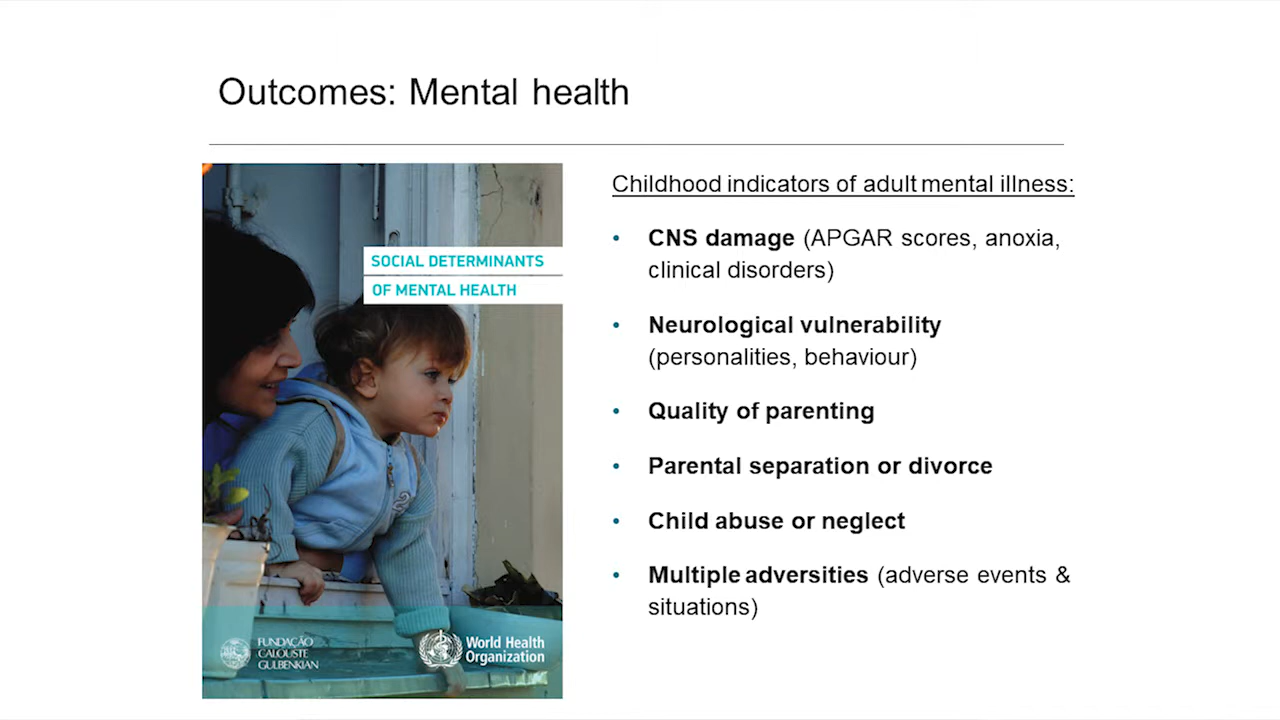 Outcomes: Mental health
SOCIAL DETERMINANTS
OF MENTAL HEALTH
FUNDAÇÃO
CALOUSTE
GULBENKIAN
World Health
Organization
Childhood indicators of adult mental illness:
• CNS damage (APGAR scores, anoxia,
clinical disorders)
• Neurological vulnerability
(personalities, behaviour)
• Quality of parenting
• Parental separation or divorce
• Child abuse or neglect
• Multiple adversities (adverse events &
situations)